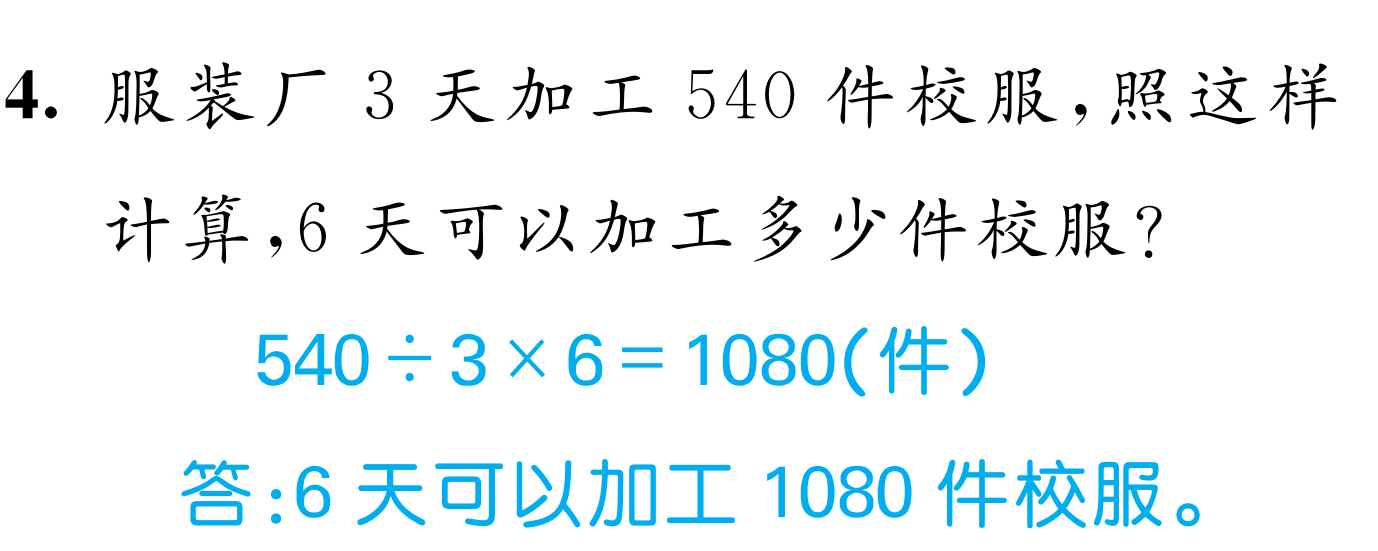 4. 服装厂 3 天加工 540 件校服,照这样
计算,6 天可以加工多少件校服?
540÷3×6=1080(件)
答:6 天可以加工 1080 件校服。